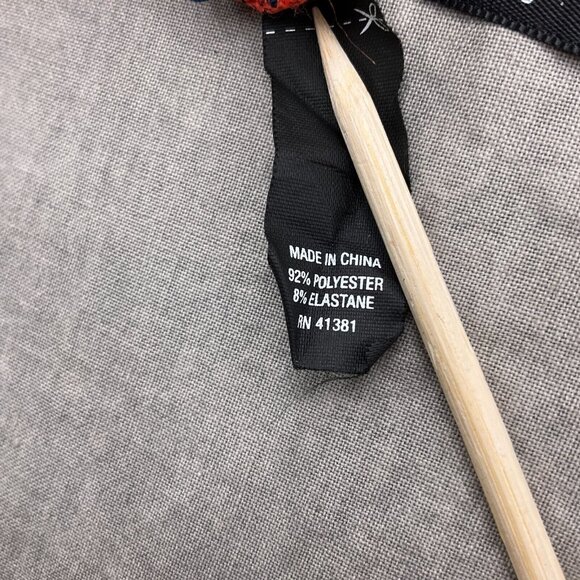 MADE IN CHINA
92% POLYESTER
8% ELASTANE
RN 41381